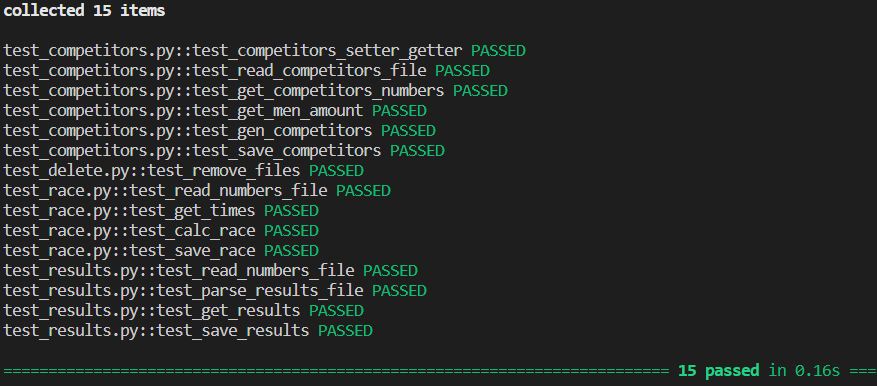 collected 15 items
test_competitors.py::test_competitors_setter_getter PASSED
test_competitors.py::test_read_competitors_file PASSED
test_competitors.py::test_get_competitors_numbers PASSED
test_competitors.py::test_get_men_amount PASSED
test_competitors.py::test_gen_competitors PASSED
test_competitors.py::test_save_competitors PASSED
test_delete.py::test_remove_files PASSED
test_race.py::test_read_numbers_file PASSED
test_race.py::test_get_times PASSED
test_race.py::test_calc_race PASSED
test_race.py::test_save_race PASSED
test_results.py::test_read_numbers_file PASSED
test_results.py::test_parse_results_file PASSED
test_results.py::test_get_results PASSED
test_results.py::test_save_results PASSED
========================================================================== 15 passed in 0.16s ===